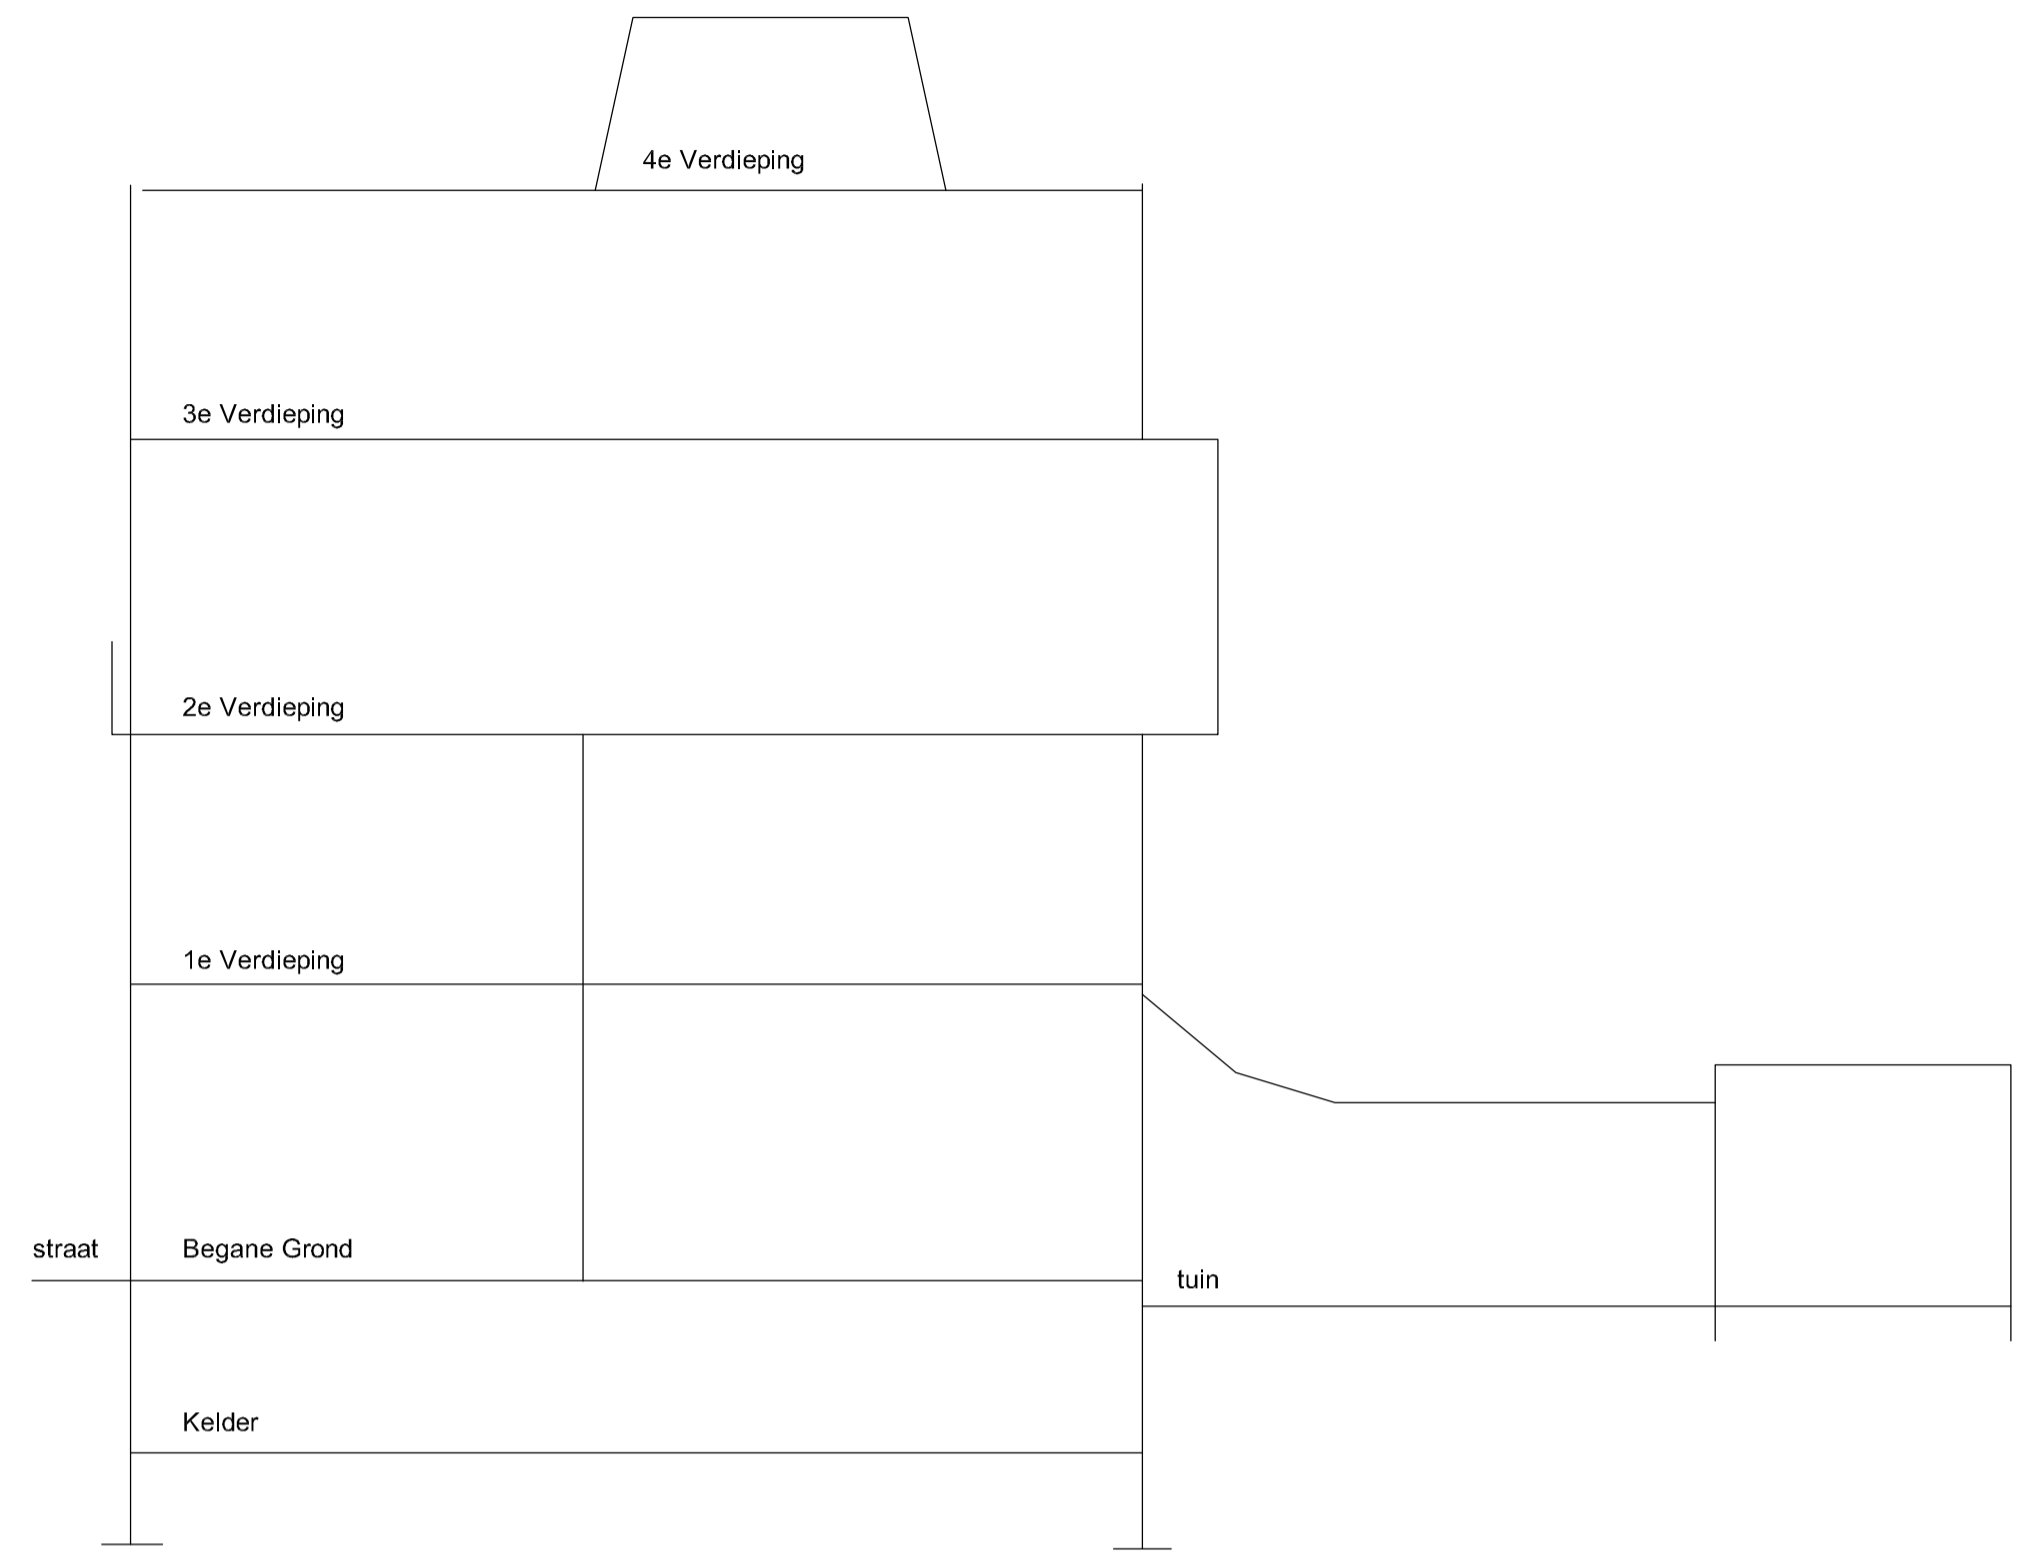 4e Verdieping
3e Verdieping
2e Verdieping
1e Verdieping
straat
Begane Grond
tuin
Kelder